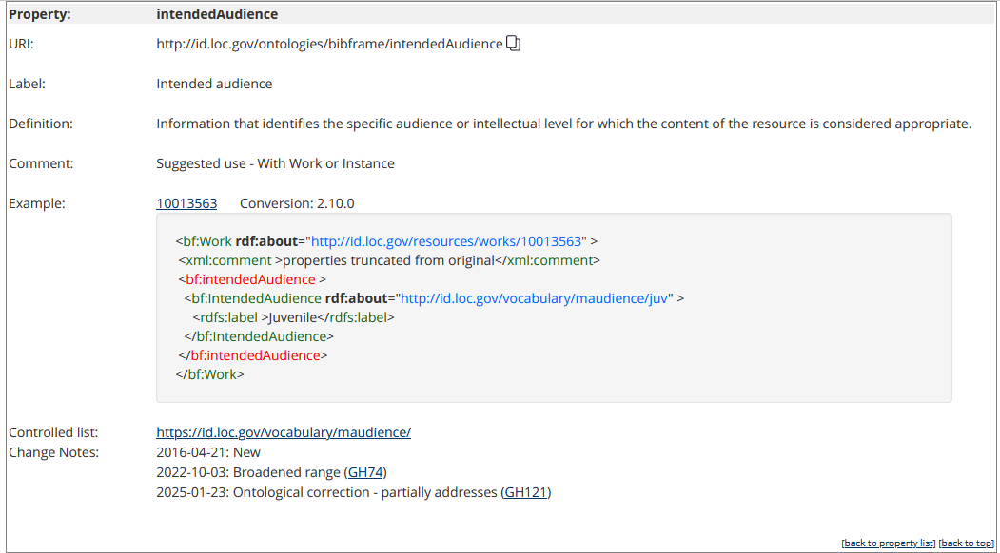 Property: intendedAudience
URI: http://id.loc.gov/ontologies/bibframe/intendedAudience
Label: Intended audience
Definition: Information that identifies the specific audience or intellectual level for which the content of the resource is considered appropriate.
Comment: Suggested use - With Work or Instance
Example: 10013563 Conversion: 2.10.0
<bf:Work rdf:about="http://id.loc.gov/resources/works/10013563" >
<xml:comment >properties truncated from original</xml:comment>
<bf:intendedAudience >
<bf:IntendedAudience rdf:about="http://id.loc.gov/vocabulary/maudience/juv" >
<rdfs:label >Juvenile</rdfs:label>
</bf:IntendedAudience>
</bf:intendedAudience>
</bf:Work>
Controlled list: https://id.loc.gov/vocabulary/maudience/
Change Notes: 2016-04-21: New
2022-10-03: Broadened range (GH74)
2025-01-23: Ontological correction - partially addresses (GH121)
[back to property list] [back to top]